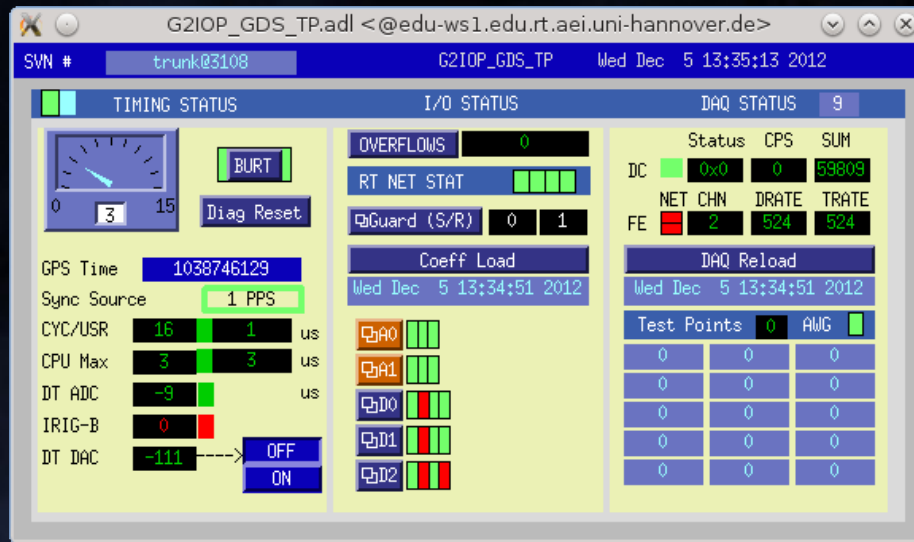 G2IOP_GDS_TP.adl <@edu-ws1.edu.rt.aei.uni-hannover.de>
SVN # trunk@3108 G2IOP_GDS_TP Wed Dec 5 13:35:13 2012
TIMING STATUS I/O STATUS DAQ STATUS 9
0 3 15
BURT
Diag Reset
GPS Time 1038746129
Sync Source 1 PPS
CYC/USR 16 1 us
CPU Max 3 3 us
DT ADC -9 us
IRIG-B 0
DT DAC -111 ----> OFF
ON
OVERFLOWS 0
RT NET STAT
Guard (S/R) 0 1
Coeff Load
Wed Dec 5 13:34:51 2012
A0
A1
D0
D1
D2
Status CPS SUM
DC 0x0 0 59809
NET CHN DRATE TRATE
FE 2 524 524
DAQ Reload
Wed Dec 5 13:34:51 2012
Test Points 0 AWG
0 0 0
0 0 0
0 0 0
0 0 0
0 0 0